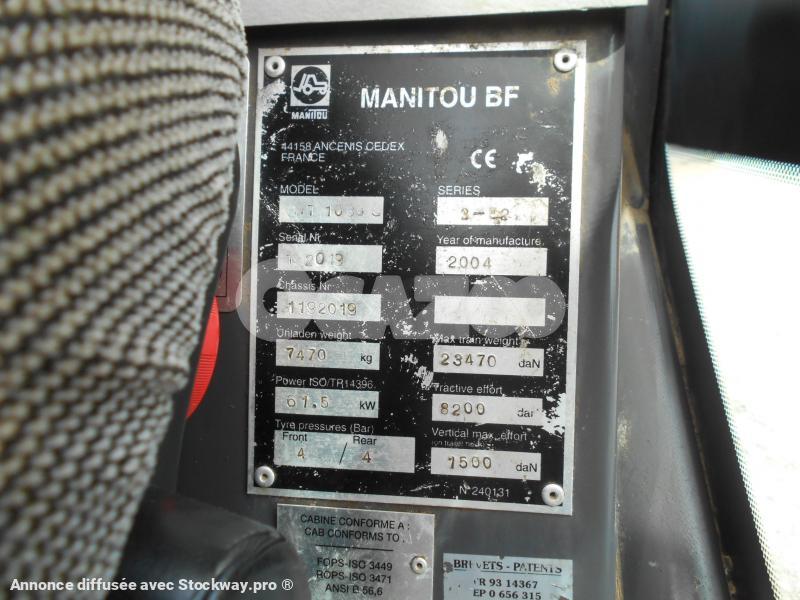 MANITOU
MANITOU BF
44158 ANCENIS CEDEX
FRANCE
CE
MODEL
SERIES
Serial Nr
Year of manufacture
2004
Chassis Nr
1192019
OCAZOO
Unladen weight
7470 kg
Max train weight
23470 daN
Power ISO/TR14396
61.5 kW
Tractive effort
8200 daN
Tyre pressures (Bar)
Front Rear
4 / 4
Vertical max. effort
7500 daN
N°240131
CABINE CONFORME A :
CAB CONFORMS TO :
FOPS-ISO 3449
ROPS-ISO 3471
ANSI B 56,6
BREVETS - PATENTS
FR 93 14367
EP 0 656 315
Annonce diffusée avec Stockway.pro ®